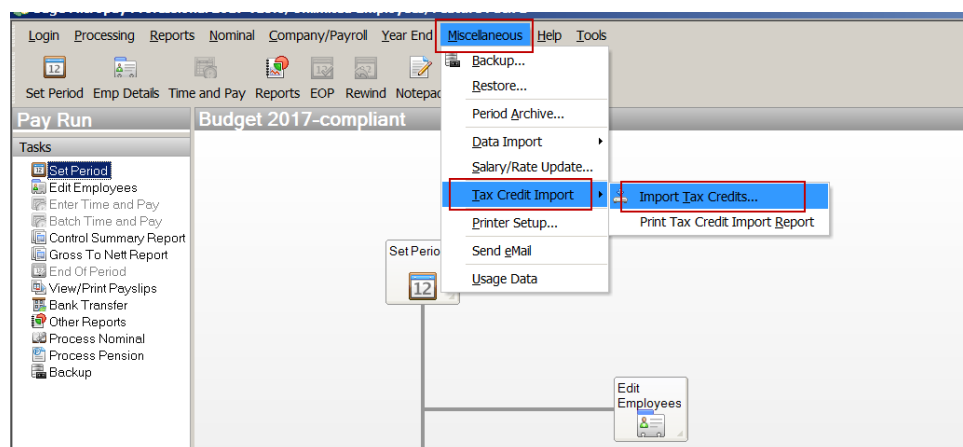 Login Processing Reports Nominal Company/Payroll Year End Miscellaneous Help Tools
Set Period Emp Details Time and Pay Reports EOP Rewind Notepad
Backup...
Restore...
Period Archive...
Data Import
Salary/Rate Update...
Tax Credit Import
Printer Setup...
Send eMail
Usage Data
Import Tax Credits...
Print Tax Credit Import Report
Pay Run
Budget 2017-compliant
Tasks
Set Period
Edit Employees
Enter Time and Pay
Batch Time and Pay
Control Summary Report
Gross To Nett Report
End Of Period
View/Print Payslips
Bank Transfer
Other Reports
Process Nominal
Process Pension
Backup
Set Perio
12
Edit
Employees